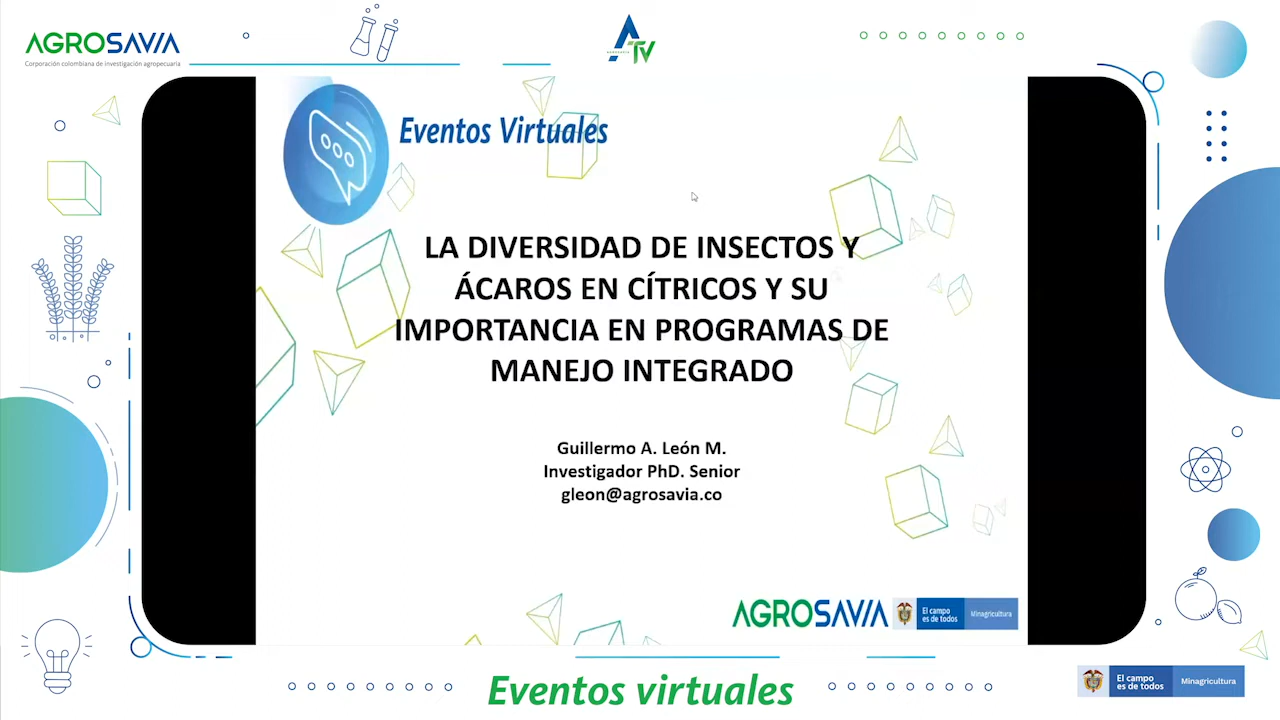 AGROSAVIA
Corporación colombiana de investigación agropecuaria
TV
Eventos Virtuales
LA DIVERSIDAD DE INSECTOS Y
ÁCAROS EN CÍTRICOS Y SU
IMPORTANCIA EN PROGRAMAS DE
MANEJO INTEGRADO
Guillermo A. León M.
Investigador PhD. Senior
gleon@agrosavia.co
AGROSAVIA
El campo
es de todos
Minagricultura
Eventos virtuales
El campo
es de todos
Minagricultura